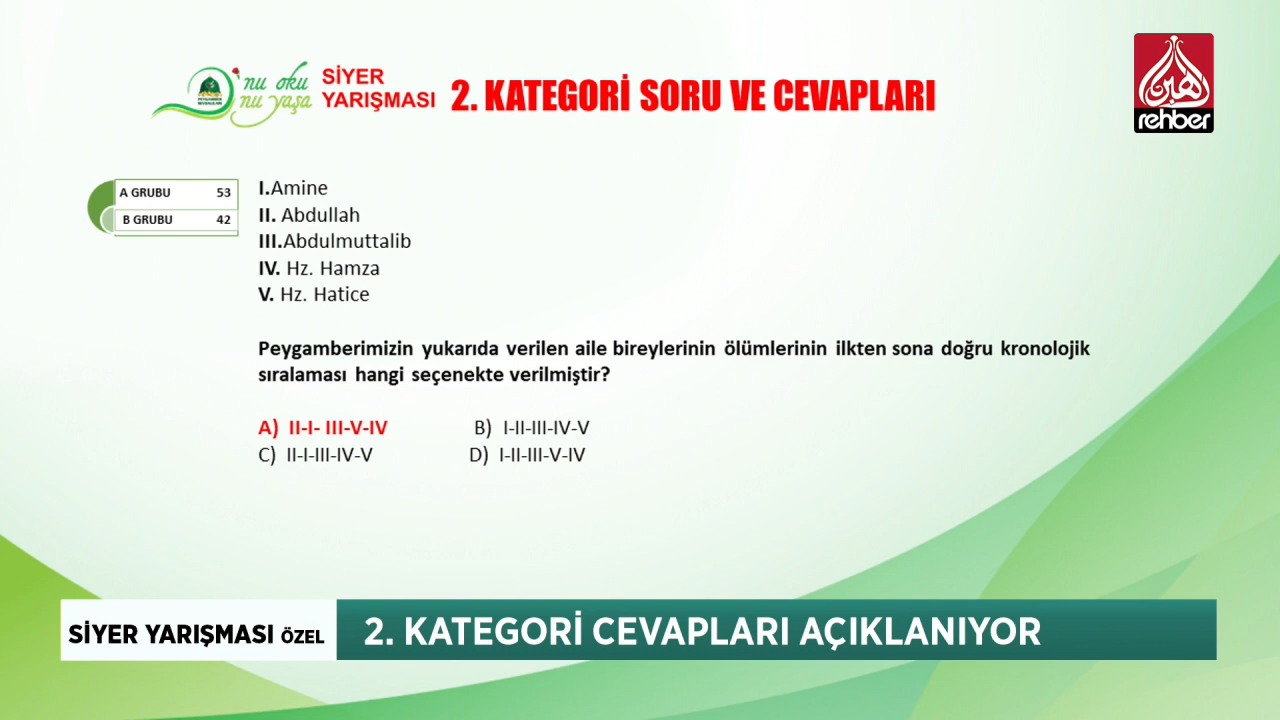 O'nu oku
nu yaşa
SİYER
YARIŞMASI
2. KATEGORİ SORU VE CEVAPLARI
rehber
A GRUBU 53
B GRUBU 42
I.Amine
II. Abdullah
III.Abdulmuttalib
IV. Hz. Hamza
V. Hz. Hatice
Peygamberimizin yukarıda verilen aile bireylerinin ölümlerinin ilkten sona doğru kronolojik
sıralaması hangi seçenekte verilmiştir?
A) II-I- III-V-IV B) I-II-III-IV-V
C) II-I-III-IV-V D) I-II-III-V-IV
SİYER YARIŞMASI ÖZEL
2. KATEGORİ CEVAPLARI AÇIKLANIYOR